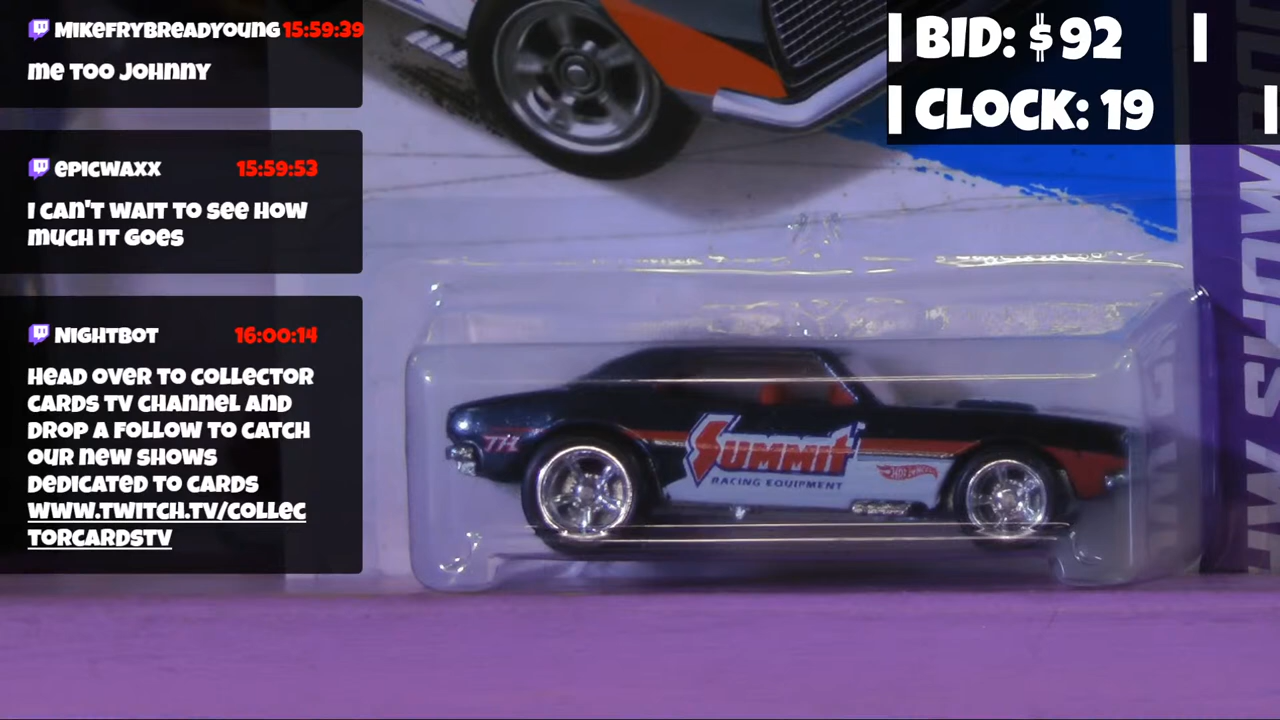 MIKEFRYBREADYOUNG 15:59:39
me TOO JOHNNY
EPICWAXX 15:59:53
I CAN'T WAIT TO SEE HOW
MUCH IT GOES
NIGHTBOT 16:00:14
HEAD OVER TO COLLECTOR
CARDS TV CHANNEL AND
DROP A FOLLOW TO CATCH
OUR NEW SHOWS
DEDICATED TO CARDS
WWW.TWITCH.TV/COLLEC
TORCARDSTV
| BID: $92 |
| CLOCK: 19 |
SUMMIT
RACING EQUIPMENT
HOT WHEELS